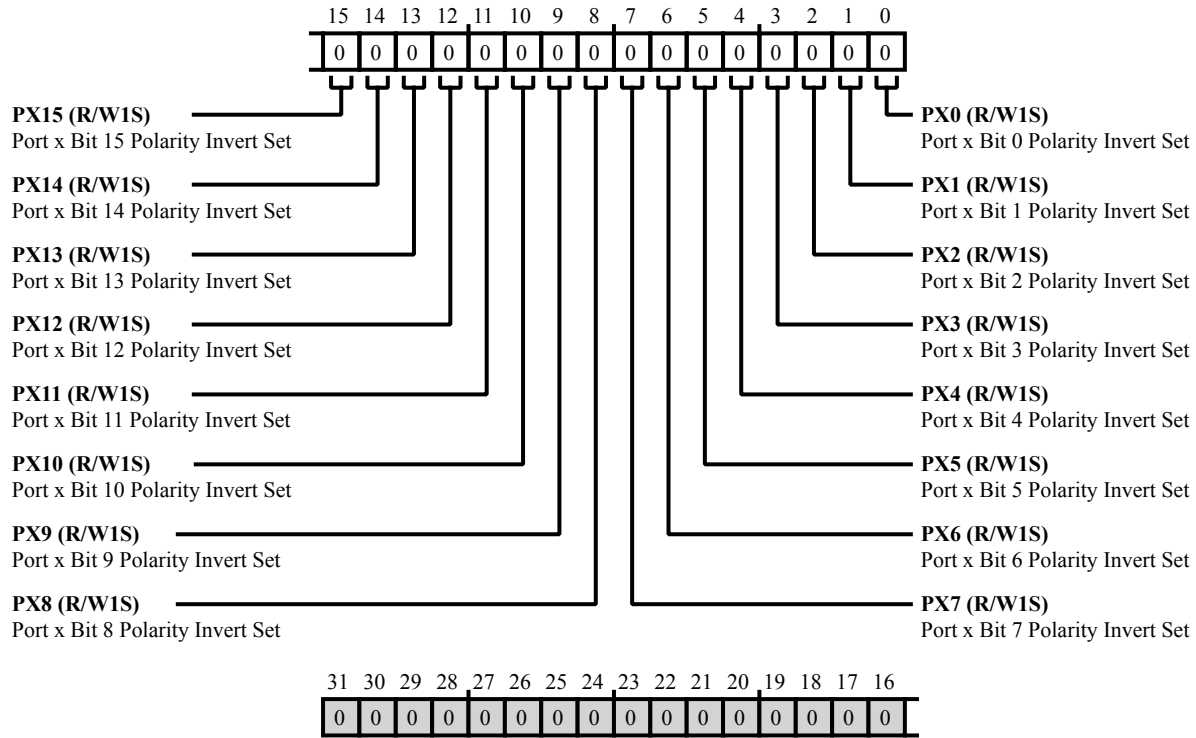 15 14 13 12 11 10 9 8 7 6 5 4 3 2 1 0
0 0 0 0 0 0 0 0 0 0 0 0 0 0 0 0
PX15 (R/W1S)
Port x Bit 15 Polarity Invert Set
PX14 (R/W1S)
Port x Bit 14 Polarity Invert Set
PX13 (R/W1S)
Port x Bit 13 Polarity Invert Set
PX12 (R/W1S)
Port x Bit 12 Polarity Invert Set
PX11 (R/W1S)
Port x Bit 11 Polarity Invert Set
PX10 (R/W1S)
Port x Bit 10 Polarity Invert Set
PX9 (R/W1S)
Port x Bit 9 Polarity Invert Set
PX8 (R/W1S)
Port x Bit 8 Polarity Invert Set
PX0 (R/W1S)
Port x Bit 0 Polarity Invert Set
PX1 (R/W1S)
Port x Bit 1 Polarity Invert Set
PX2 (R/W1S)
Port x Bit 2 Polarity Invert Set
PX3 (R/W1S)
Port x Bit 3 Polarity Invert Set
PX4 (R/W1S)
Port x Bit 4 Polarity Invert Set
PX5 (R/W1S)
Port x Bit 5 Polarity Invert Set
PX6 (R/W1S)
Port x Bit 6 Polarity Invert Set
PX7 (R/W1S)
Port x Bit 7 Polarity Invert Set
31 30 29 28 27 26 25 24 23 22 21 20 19 18 17 16
0 0 0 0 0 0 0 0 0 0 0 0 0 0 0 0